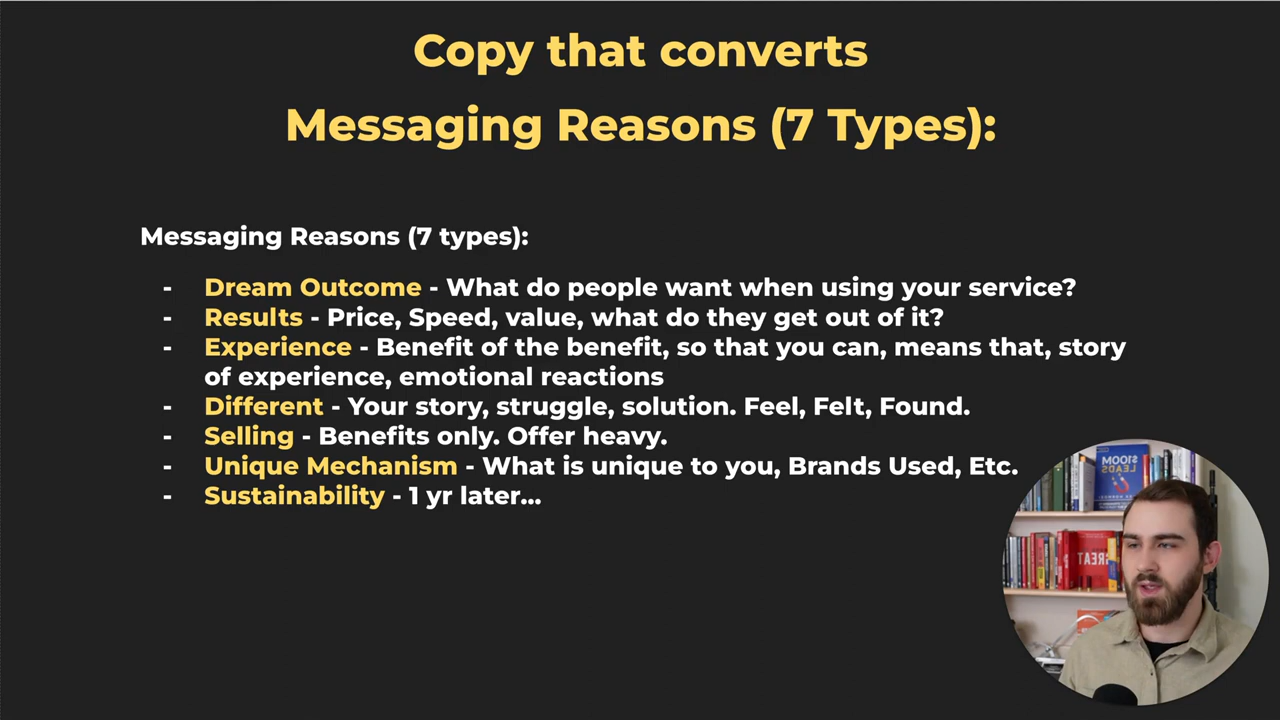 Copy that converts
Messaging Reasons (7 Types):
Messaging Reasons (7 types):
- Dream Outcome - What do people want when using your service?
- Results - Price, Speed, value, what do they get out of it?
- Experience - Benefit of the benefit, so that you can, means that, story
of experience, emotional reactions
- Different - Your story, struggle, solution. Feel, Felt, Found.
- Selling - Benefits only. Offer heavy.
- Unique Mechanism - What is unique to you, Brands Used, Etc.
- Sustainability - 1 yr later...
$100M
LEADS
GREAT